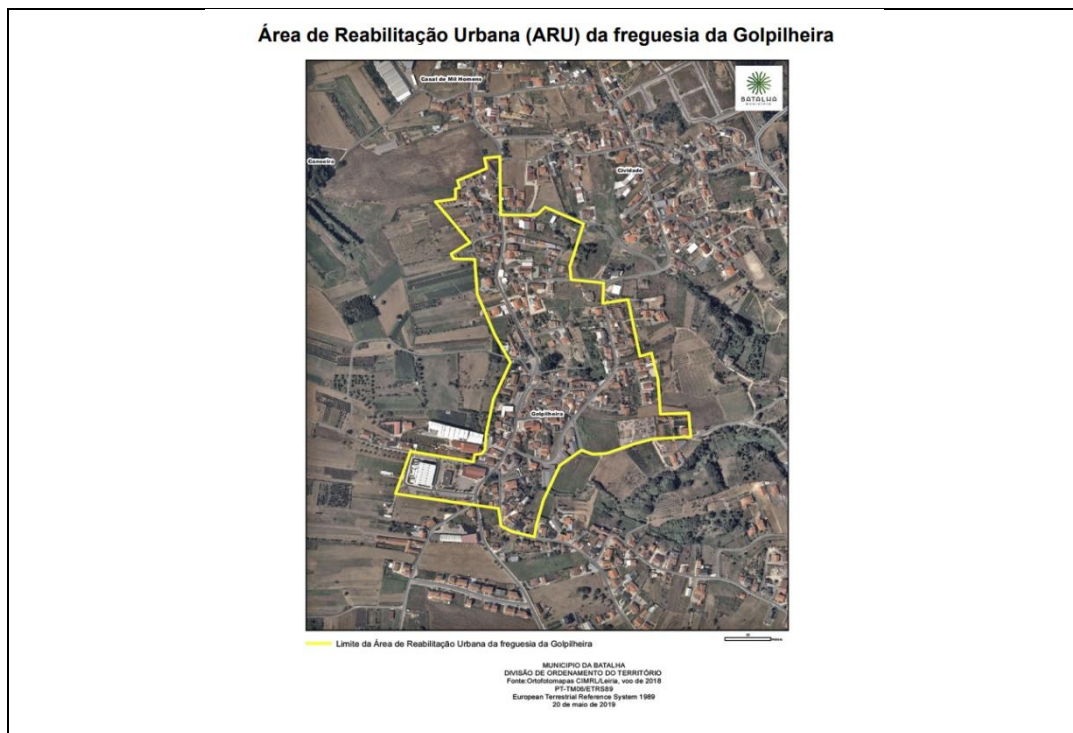 Área de Reabilitação Urbana (ARU) da freguesia da Golpilheira
Casal de Mil Homens
BATALHA
MUNICÍPIO
Cividade
Golpilheira
Limite da Área de Reabilitação Urbana da freguesia da Golpilheira
MUNICIPIO DA BATALHA
DIVISÃO DE ORDENAMENTO DO TERRITÓRIO
Fonte:Ortofotomapas CIMRL/Leiria, voo de 2018
PT-TM06/ETRS89
European Terrestrial Reference System 1989
20 de maio de 2019